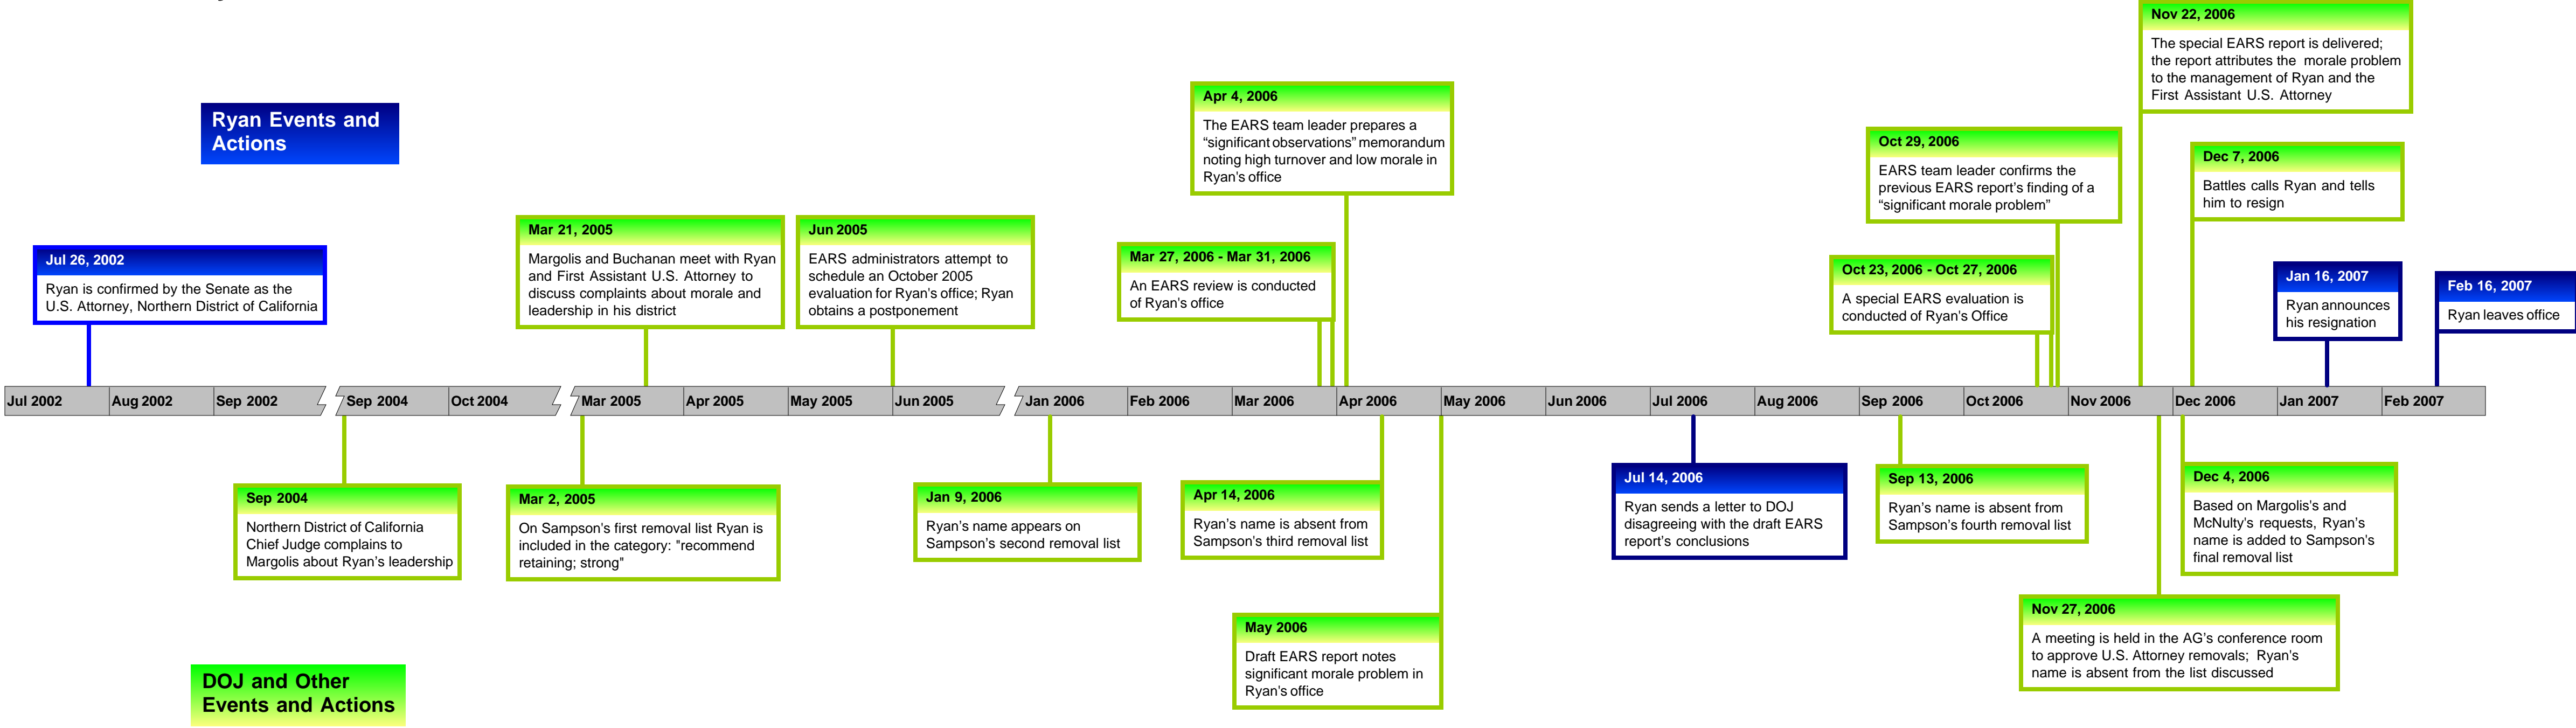 Ryan Events and
Actions
Jul 26, 2002
Ryan is confirmed by the Senate as the
U.S. Attorney, Northern District of California
Mar 21, 2005
Margolis and Buchanan meet with Ryan
and First Assistant U.S. Attorney to
discuss complaints about morale and
leadership in his district
Jun 2005
EARS administrators attempt to
schedule an October 2005
evaluation for Ryan's office; Ryan
obtains a postponement
Mar 27, 2006 - Mar 31, 2006
An EARS review is conducted
of Ryan's office
Apr 4, 2006
The EARS team leader prepares a
“significant observations” memorandum
noting high turnover and low morale in
Ryan's office
Oct 23, 2006 - Oct 27, 2006
A special EARS evaluation is
conducted of Ryan's Office
Oct 29, 2006
EARS team leader confirms the
previous EARS report's finding of a
“significant morale problem”
Nov 22, 2006
The special EARS report is delivered;
the report attributes the morale problem
to the management of Ryan and the
First Assistant U.S. Attorney
Dec 7, 2006
Battles calls Ryan and tells
him to resign
Jan 16, 2007
Ryan announces
his resignation
Feb 16, 2007
Ryan leaves office
Jul 2002
Aug 2002
Sep 2002
Sep 2004
Oct 2004
Mar 2005
Apr 2005
May 2005
Jun 2005
Jan 2006
Feb 2006
Mar 2006
Apr 2006
May 2006
Jun 2006
Jul 2006
Aug 2006
Sep 2006
Oct 2006
Nov 2006
Dec 2006
Jan 2007
Feb 2007
Sep 2004
Northern District of California
Chief Judge complains to
Margolis about Ryan's leadership
Mar 2, 2005
On Sampson's first removal list Ryan is
included in the category: "recommend
retaining; strong"
Jan 9, 2006
Ryan's name appears on
Sampson's second removal list
Apr 14, 2006
Ryan's name is absent from
Sampson's third removal list
May 2006
Draft EARS report notes
significant morale problem in
Ryan's office
Jul 14, 2006
Ryan sends a letter to DOJ
disagreeing with the draft EARS
report's conclusions
Sep 13, 2006
Ryan's name is absent from
Sampson's fourth removal list
Dec 4, 2006
Based on Margolis's and
McNulty's requests, Ryan's
name is added to Sampson's
final removal list
Nov 27, 2006
A meeting is held in the AG's conference room
to approve U.S. Attorney removals; Ryan's
name is absent from the list discussed
DOJ and Other
Events and Actions